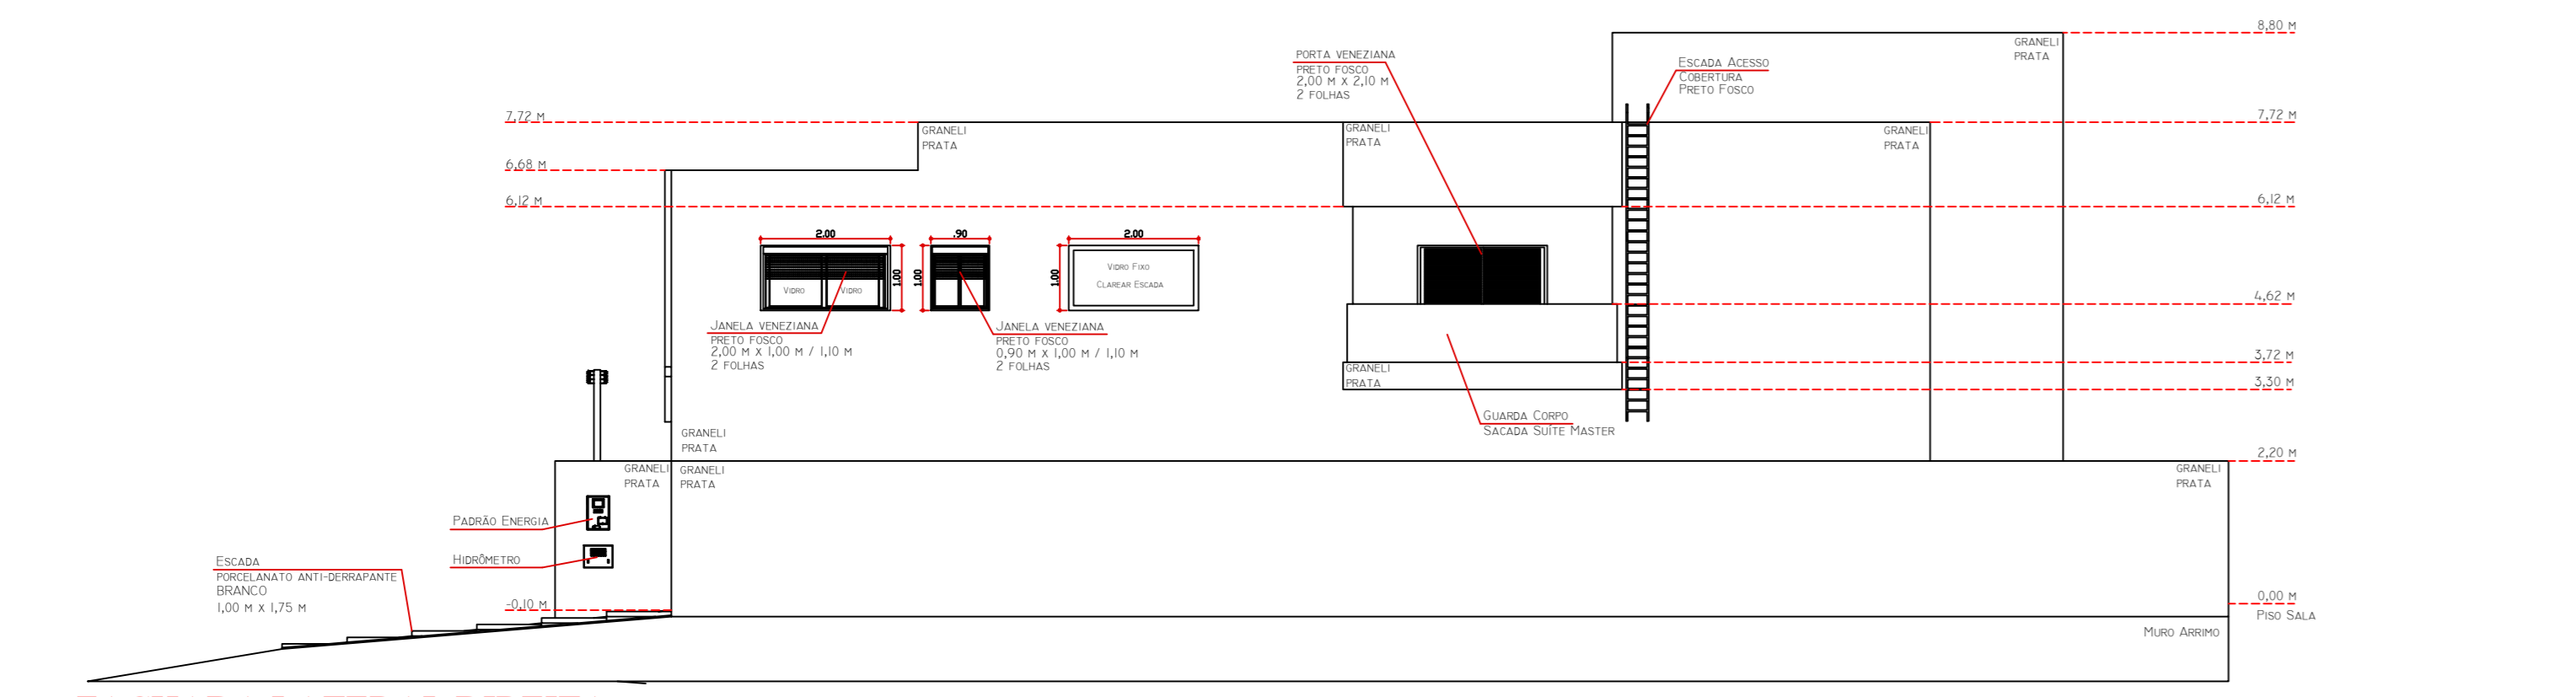 8,80 M
GRANELI
PRATA
PORTA VENEZIANA
PRETO FOSCO
2,00 M X 2,10 M
2 FOLHAS
ESCADA ACESSO
COBERTURA
PRETO FOSCO
7,72 M
GRANELI
PRATA
GRANELI
PRATA
GRANELI
PRATA
7,72 M
6,68 M
6,12 M
6,12 M
2.00
1.00
VIDRO
VIDRO
.90
1.00
2.00
1.00
VIDRO FIXO
CLAREAR ESCADA
4,62 M
JANELA VENEZIANA
PRETO FOSCO
2,00 M X 1,00 M / 1,10 M
2 FOLHAS
JANELA VENEZIANA
PRETO FOSCO
0,90 M X 1,00 M / 1,10 M
2 FOLHAS
3,72 M
GRANELI
PRATA
3,30 M
GUARDA CORPO
SACADA SUÍTE MASTER
GRANELI
PRATA
2,20 M
GRANELI
PRATA
GRANELI
PRATA
GRANELI
PRATA
PADRÃO ENERGIA
HIDRÔMETRO
ESCADA
PORCELANATO ANTI-DERRAPANTE
BRANCO
1,00 M X 1,75 M
-0,10 M
0,00 M
PISO SALA
MURO ARRIMO